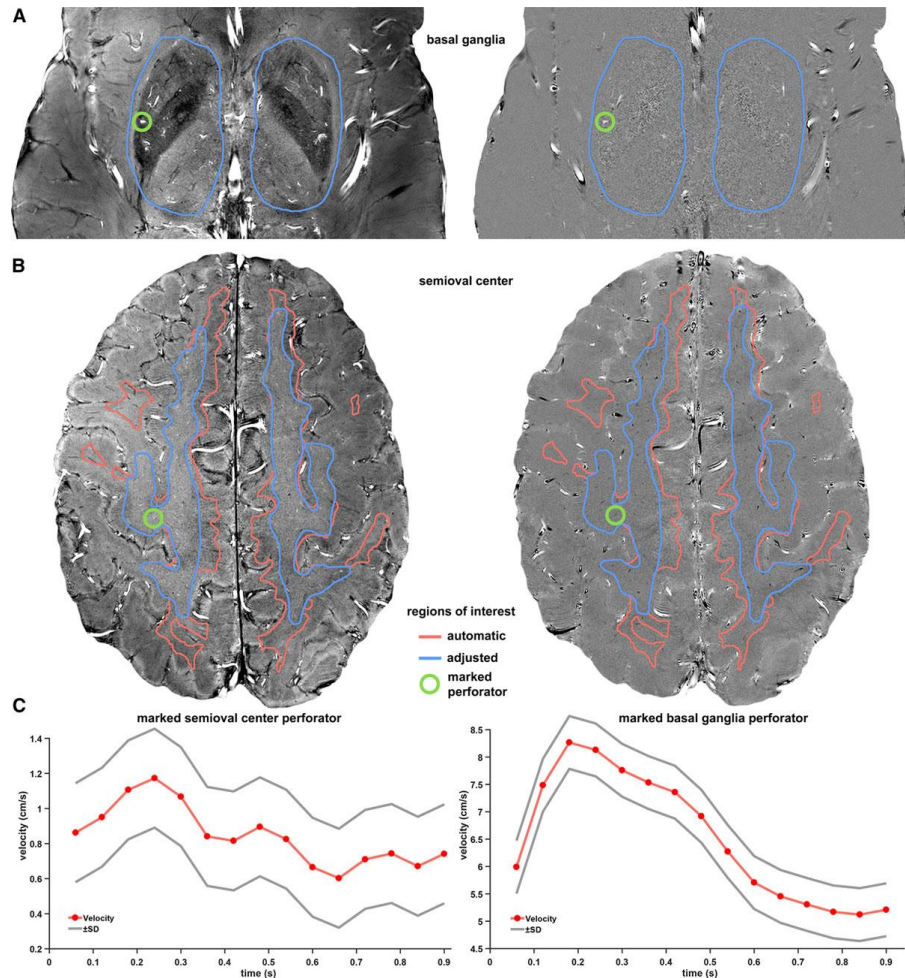 A
basal ganglia
B
semioval center
regions of interest
automatic
adjusted
marked
perforator
C
marked semioval center perforator
1.4
1.2
1
0.8
0.6
0.4
0.2
velocity (cm/s)
Velocity
±SD
0 0.1 0.2 0.3 0.4 0.5 0.6 0.7 0.8 0.9
time (s)
marked basal ganglia perforator
8.5
8
7.5
7
6.5
6
5.5
5
4.5
velocity (cm/s)
Velocity
±SD
0 0.1 0.2 0.3 0.4 0.5 0.6 0.7 0.8 0.9
time (s)